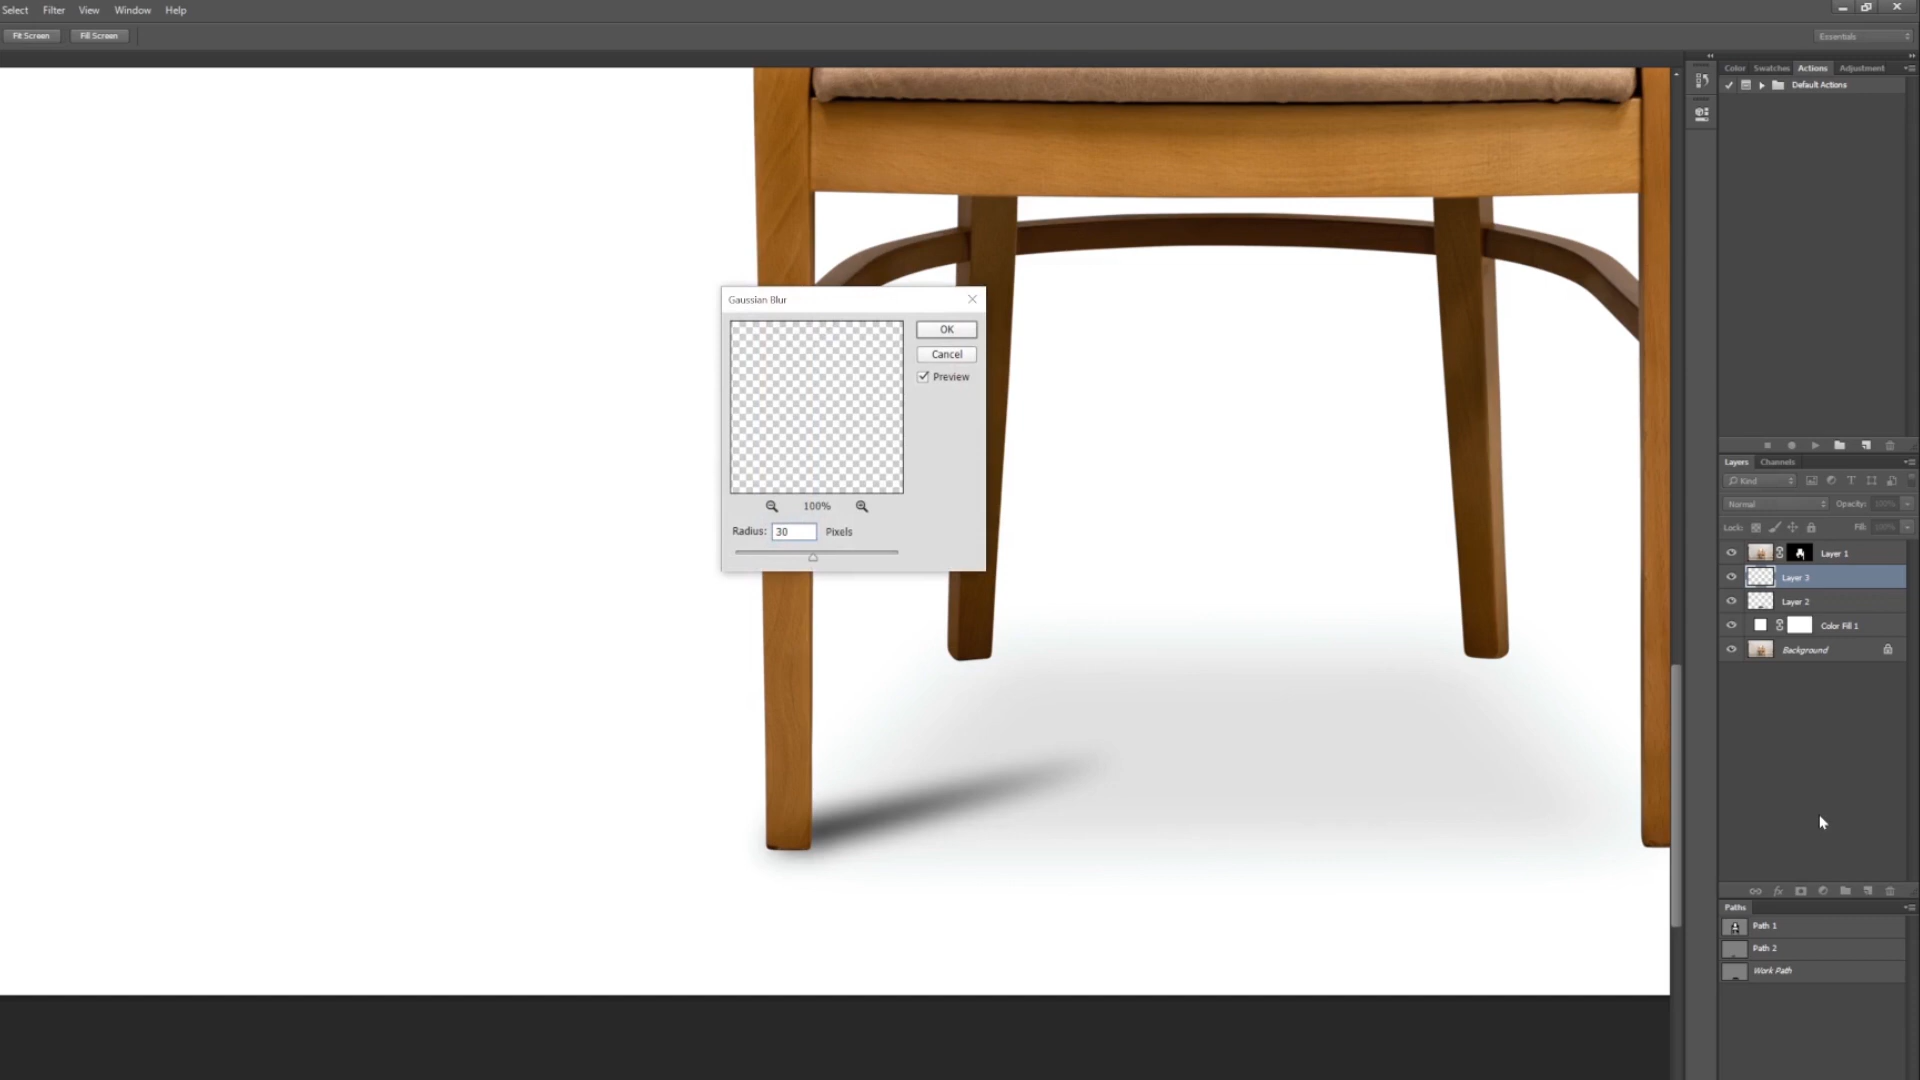 Select Filter View Window Help
Fit Screen Fill Screen
Essentials
Color Swatches Actions Adjustment
Default Actions
Gaussian Blur
OK
Cancel
Preview
100%
Radius: 30 Pixels
Layers Channels
Kind
Normal Opacity: 100%
Lock: Fill: 100%
Layer 1
Layer 3
Layer 2
Color Fill 1
Background
Paths
Path 1
Path 2
Work Path